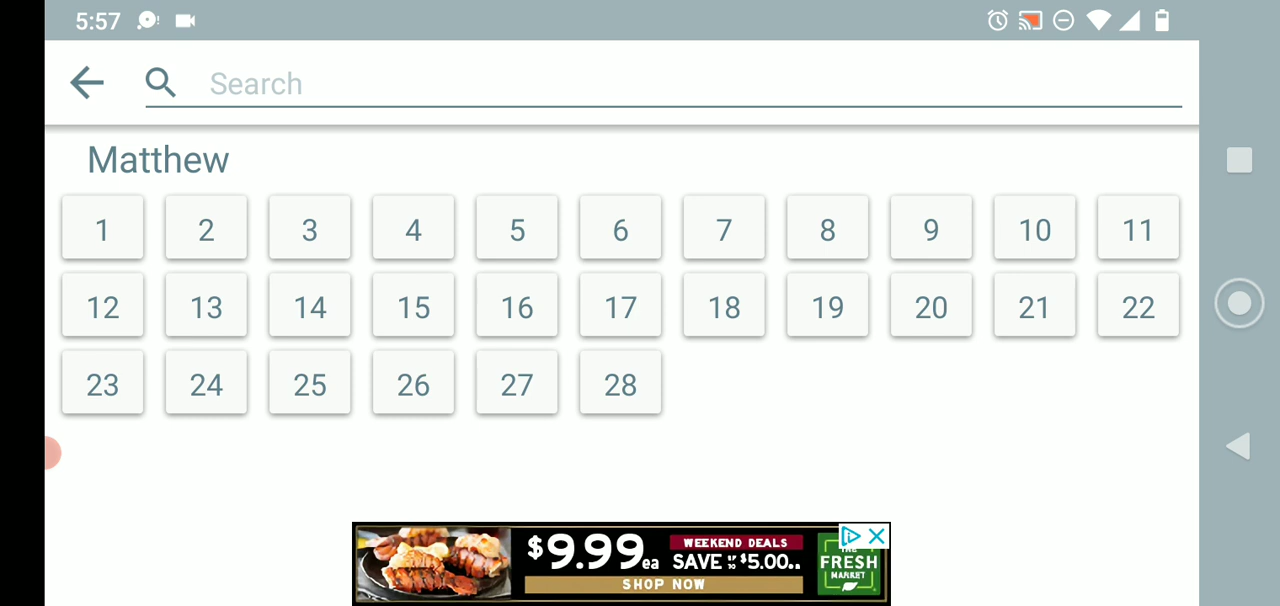 5:57
Search
Matthew
1 2 3 4 5 6 7 8 9 10 11
12 13 14 15 16 17 18 19 20 21 22
23 24 25 26 27 28
$9.99ea
WEEKEND DEALS
SAVE UP TO $5.00
SHOP NOW
THE
FRESH
MARKET